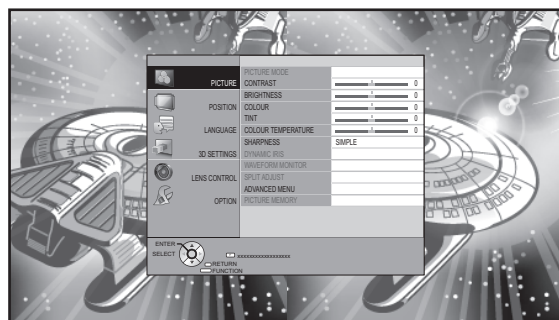 PICTURE
POSITION
LANGUAGE
3D SETTINGS
LENS CONTROL
OPTION
PICTURE MODE
CONTRAST 0
BRIGHTNESS 0
COLOUR 0
TINT 0
COLOUR TEMPERATURE 0
SHARPNESS SIMPLE
DYNAMIC IRIS
WAVEFORM MONITOR
SPLIT ADJUST
ADVANCED MENU
PICTURE MEMORY
ENTER
SELECT
RETURN
FUNCTION